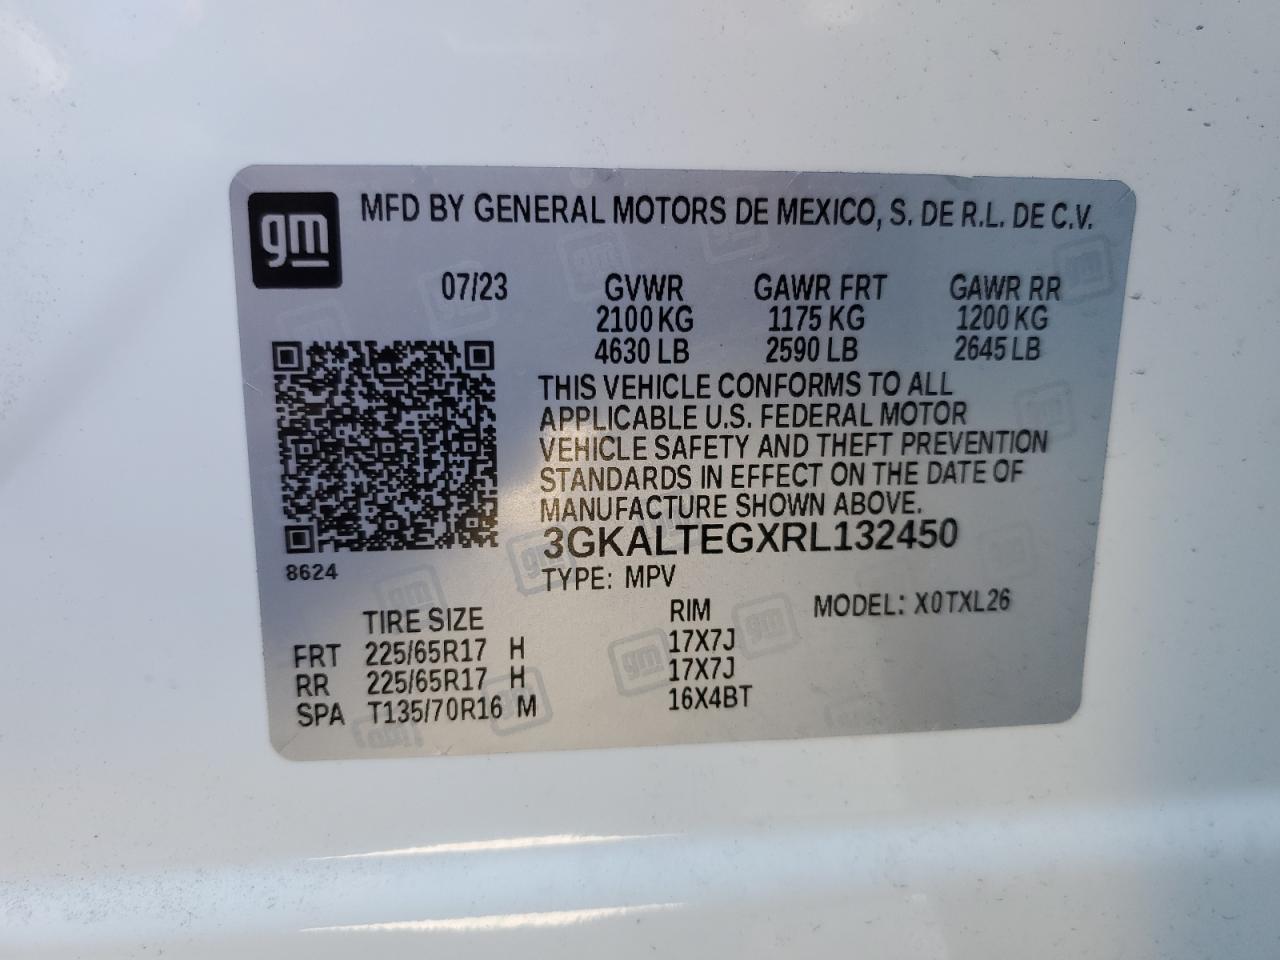 gm MFD BY GENERAL MOTORS DE MEXICO, S. DE R.L. DE C.V.
07/23 GVWR GAWR FRT GAWR RR
2100 KG 1175 KG 1200 KG
4630 LB 2590 LB 2645 LB
THIS VEHICLE CONFORMS TO ALL
APPLICABLE U.S. FEDERAL MOTOR
VEHICLE SAFETY AND THEFT PREVENTION
STANDARDS IN EFFECT ON THE DATE OF
MANUFACTURE SHOWN ABOVE.
3GKALTEGXRL132450
8624 TYPE: MPV
TIRE SIZE RIM MODEL: X0TXL26
FRT 225/65R17 H 17X7J
RR 225/65R17 H 17X7J
SPA T135/70R16 M 16X4BT